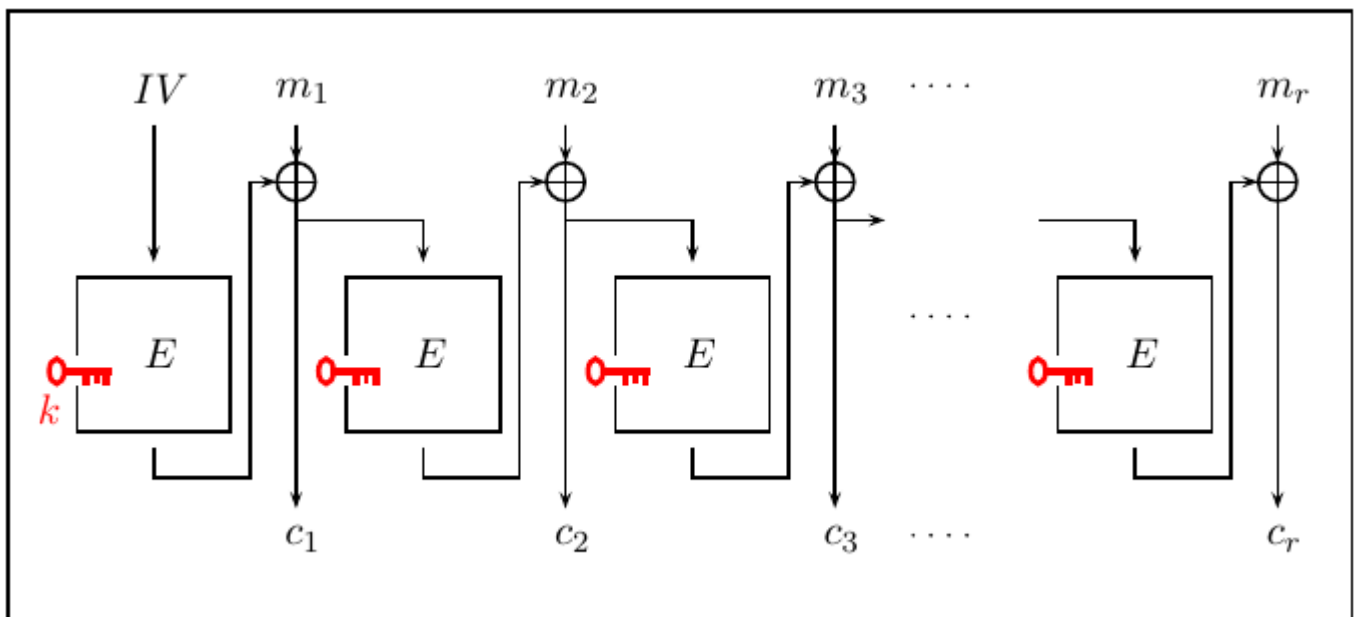 IV m₁ m₂ m₃ .... mᵣ
....
E E E E
k
c₁ c₂ c₃ .... cᵣ